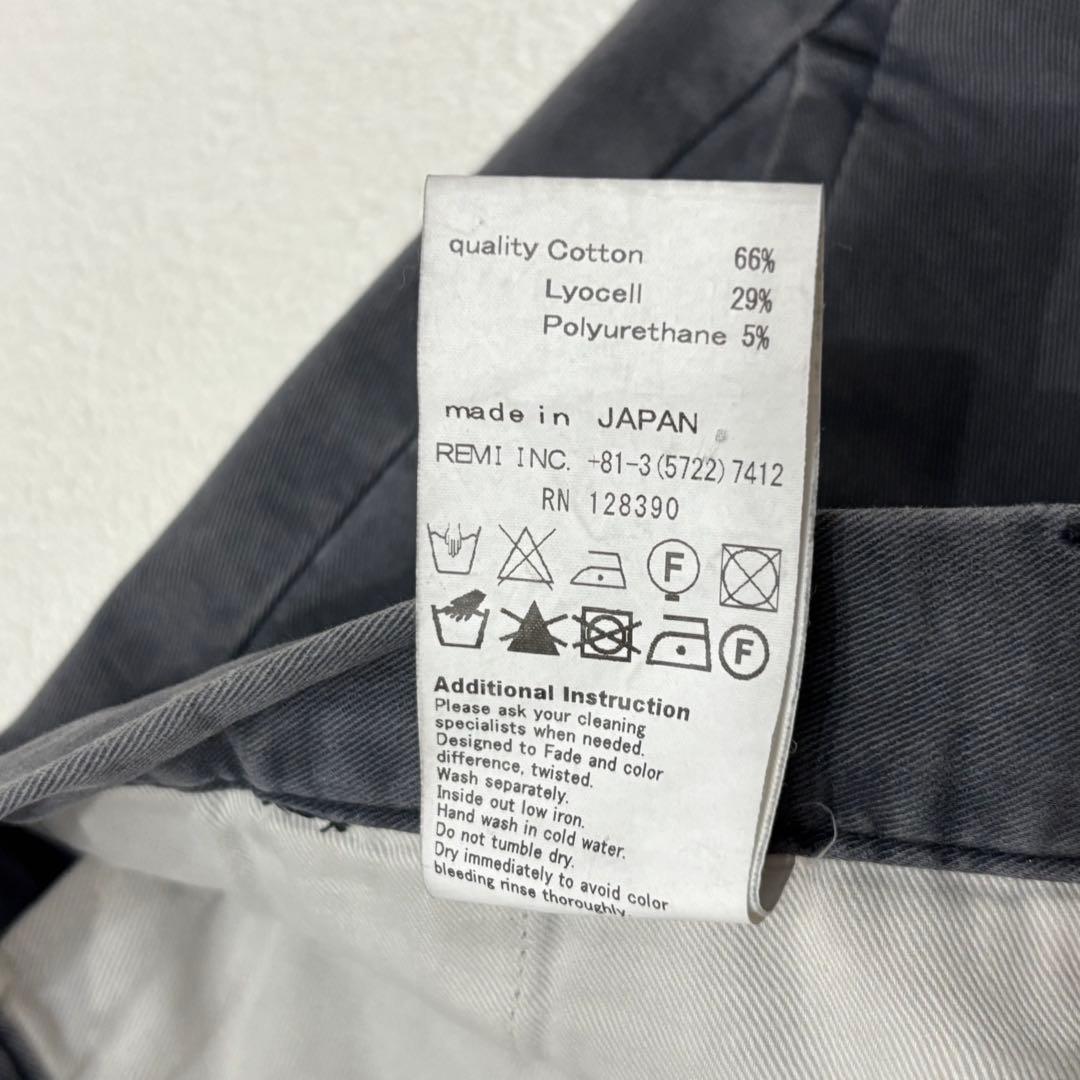 quality Cotton 66%
Lyocell 29%
Polyurethane 5%
made in JAPAN
REMI INC. +81-3(5722)7412
RN 128390
F
F
Additional Instruction
Please ask your cleaning
specialists when needed.
Designed to Fade and color
difference, twisted.
Wash separately.
Inside out low iron.
Hand wash in cold water.
Do not tumble dry.
Dry immediately to avoid color
bleeding rinse thoroughly.